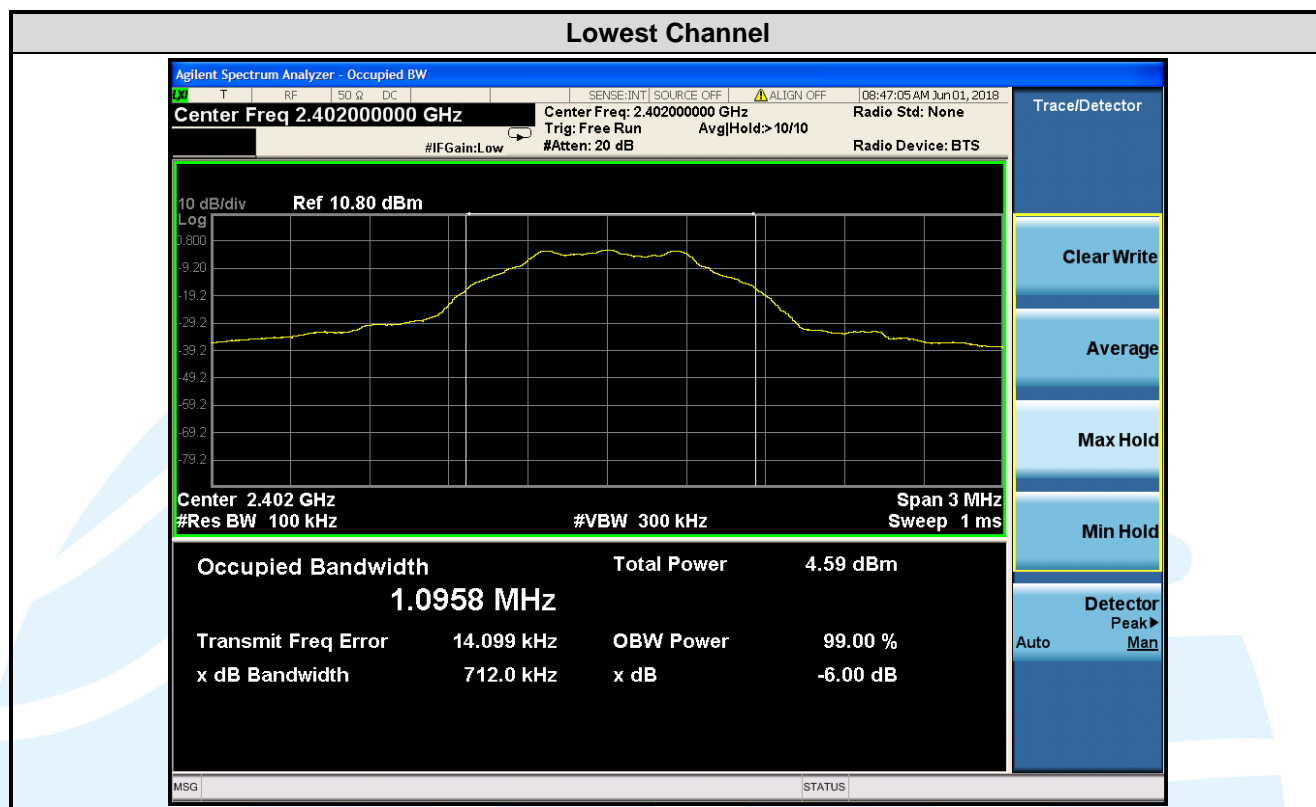 Lowest Channel
Agilent Spectrum Analyzer - Occupied BW
LXI T RF 50 Ω DC SENSE:INT SOURCE OFF ALIGN OFF 08:47:05 AM Jun 01, 2018
Center Freq 2.402000000 GHz Center Freq: 2.402000000 GHz Radio Std: None
Trig: Free Run Avg|Hold:>10/10
#IFGain:Low #Atten: 20 dB Radio Device: BTS
Trace/Detector
10 dB/div Ref 10.80 dBm
Log
0.800
-9.20
-19.2
-29.2
-39.2
-49.2
-59.2
-69.2
-79.2
Center 2.402 GHz Span 3 MHz
#Res BW 100 kHz #VBW 300 kHz Sweep 1 ms
Occupied Bandwidth Total Power 4.59 dBm
1.0958 MHz
Transmit Freq Error 14.099 kHz OBW Power 99.00 %
x dB Bandwidth 712.0 kHz x dB -6.00 dB
Clear Write
Average
Max Hold
Min Hold
Detector
Peak▶
Auto Man
MSG STATUS